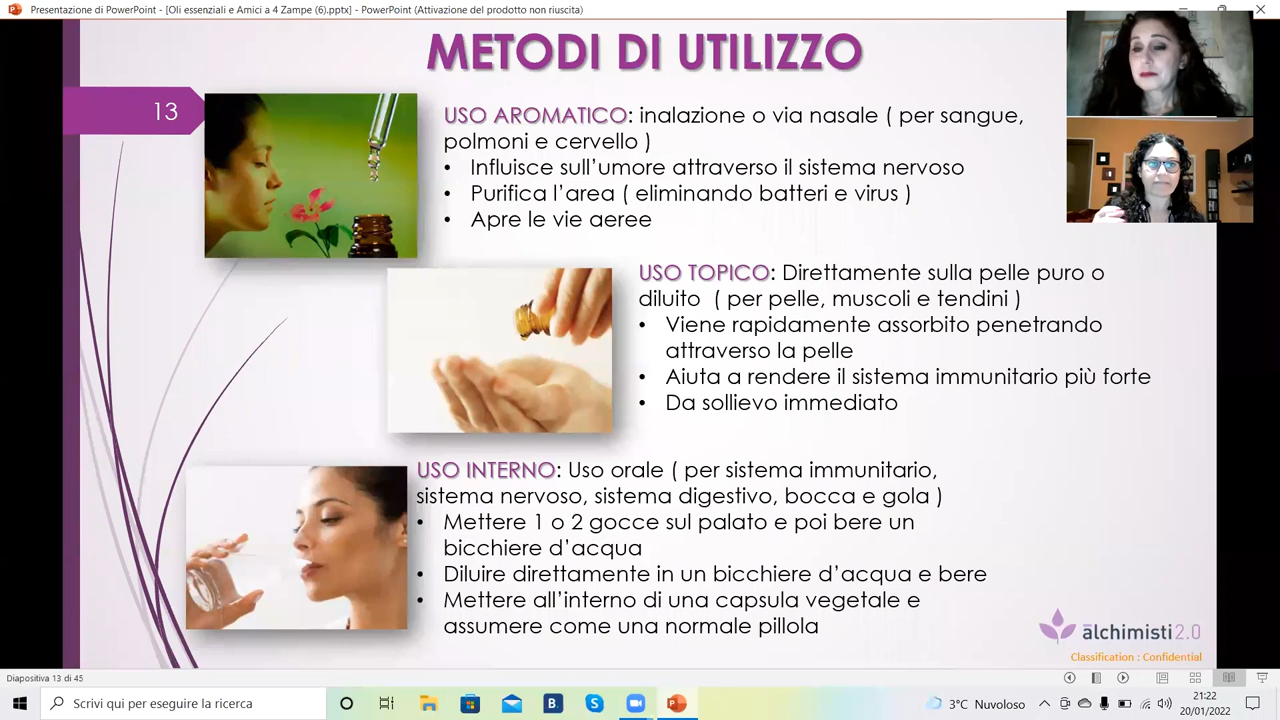 Presentazione di PowerPoint - [Oli essenziali e Amici a 4 Zampe (6).pptx] - PowerPoint (Attivazione del prodotto non riuscita)
METODI DI UTILIZZO
13
USO AROMATICO: inalazione o via nasale ( per sangue,
polmoni e cervello )
• Influisce sull’umore attraverso il sistema nervoso
• Purifica l’area ( eliminando batteri e virus )
• Apre le vie aeree
USO TOPICO: Direttamente sulla pelle puro o
diluito ( per pelle, muscoli e tendini )
• Viene rapidamente assorbito penetrando
attraverso la pelle
• Aiuta a rendere il sistema immunitario più forte
• Da sollievo immediato
USO INTERNO: Uso orale ( per sistema immunitario,
sistema nervoso, sistema digestivo, bocca e gola )
• Mettere 1 o 2 gocce sul palato e poi bere un
bicchiere d’acqua
• Diluire direttamente in un bicchiere d’acqua e bere
• Mettere all’interno di una capsula vegetale e
assumere come una normale pillola
ālchimisti2.0
Classification : Confidential
Diapositiva 13 di 45
Scrivi qui per eseguire la ricerca
B.
3°C Nuvoloso
21:22
20/01/2022